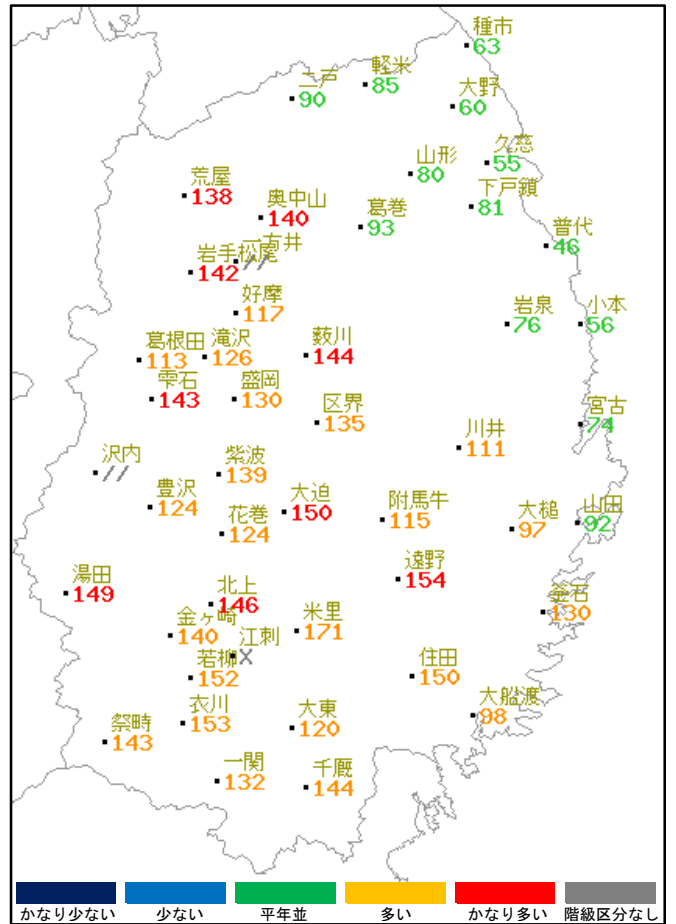 種市
63
軽米
85
二戸
90
大野
60
久慈
55
山形
80
下戸鎖
81
荒屋
138
奥中山
140
葛巻
93
普代
46
一方井
//
岩手松尾
142
好摩
117
岩泉
76
小本
56
葛根田
113
滝沢
126
薮川
144
雫石
143
盛岡
130
区界
135
宮古
74
川井
111
沢内
//
紫波
139
豊沢
124
大迫
150
附馬牛
115
大槌
97
山田
92
花巻
124
遠野
154
湯田
149
北上
146
釜石
130
金ヶ崎
140
米里
171
江刺
×
若柳
152
住田
150
衣川
153
大東
120
大船渡
98
祭畤
143
一関
132
千厩
144
かなり少ない 少ない 平年並 多い かなり多い 階級区分なし